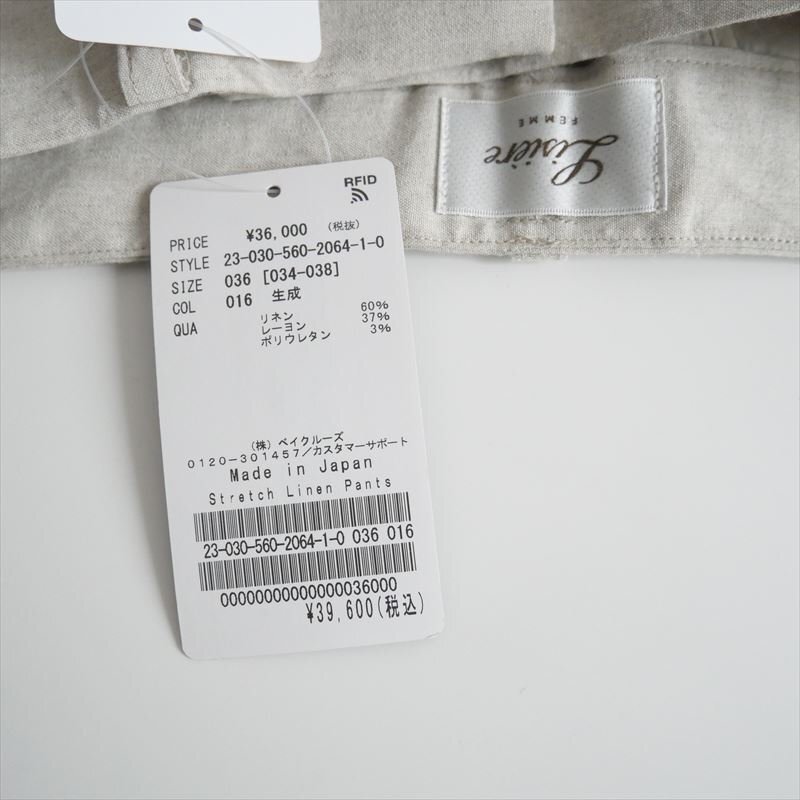 Lisière
FEMME
RFID
PRICE ¥36,000 (税抜)
STYLE 23-030-560-2064-1-0
SIZE 036 [034-038]
COL 016 生成
QUA リネン 60%
レーヨン 37%
ポリウレタン 3%
(株) ベイクルーズ
0120-301457/カスタマーサポート
Made in Japan
Stretch Linen Pants
23-030-560-2064-1-0 036 016
00000000000000036000
¥39,600(税込)